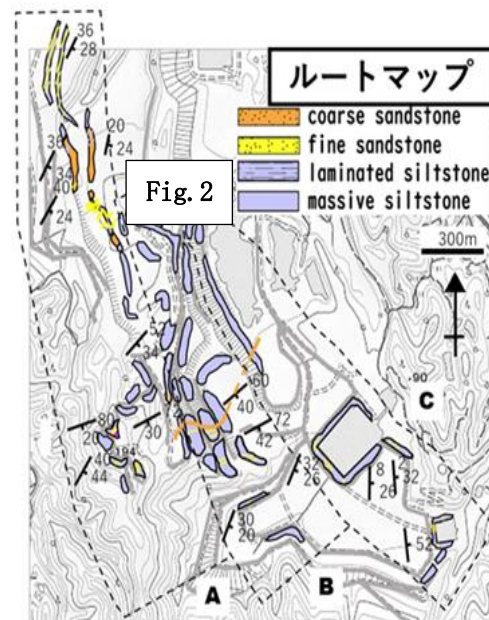 ルートマップ
coarse sandstone
fine sandstone
laminated siltstone
massive siltstone
Fig.2
300m
36
28
20
24
34
40
24
52
34
60
40
72
42
80
20
30
194
40
44
32
26
8
26
32
30
20
52
90
A
B
C